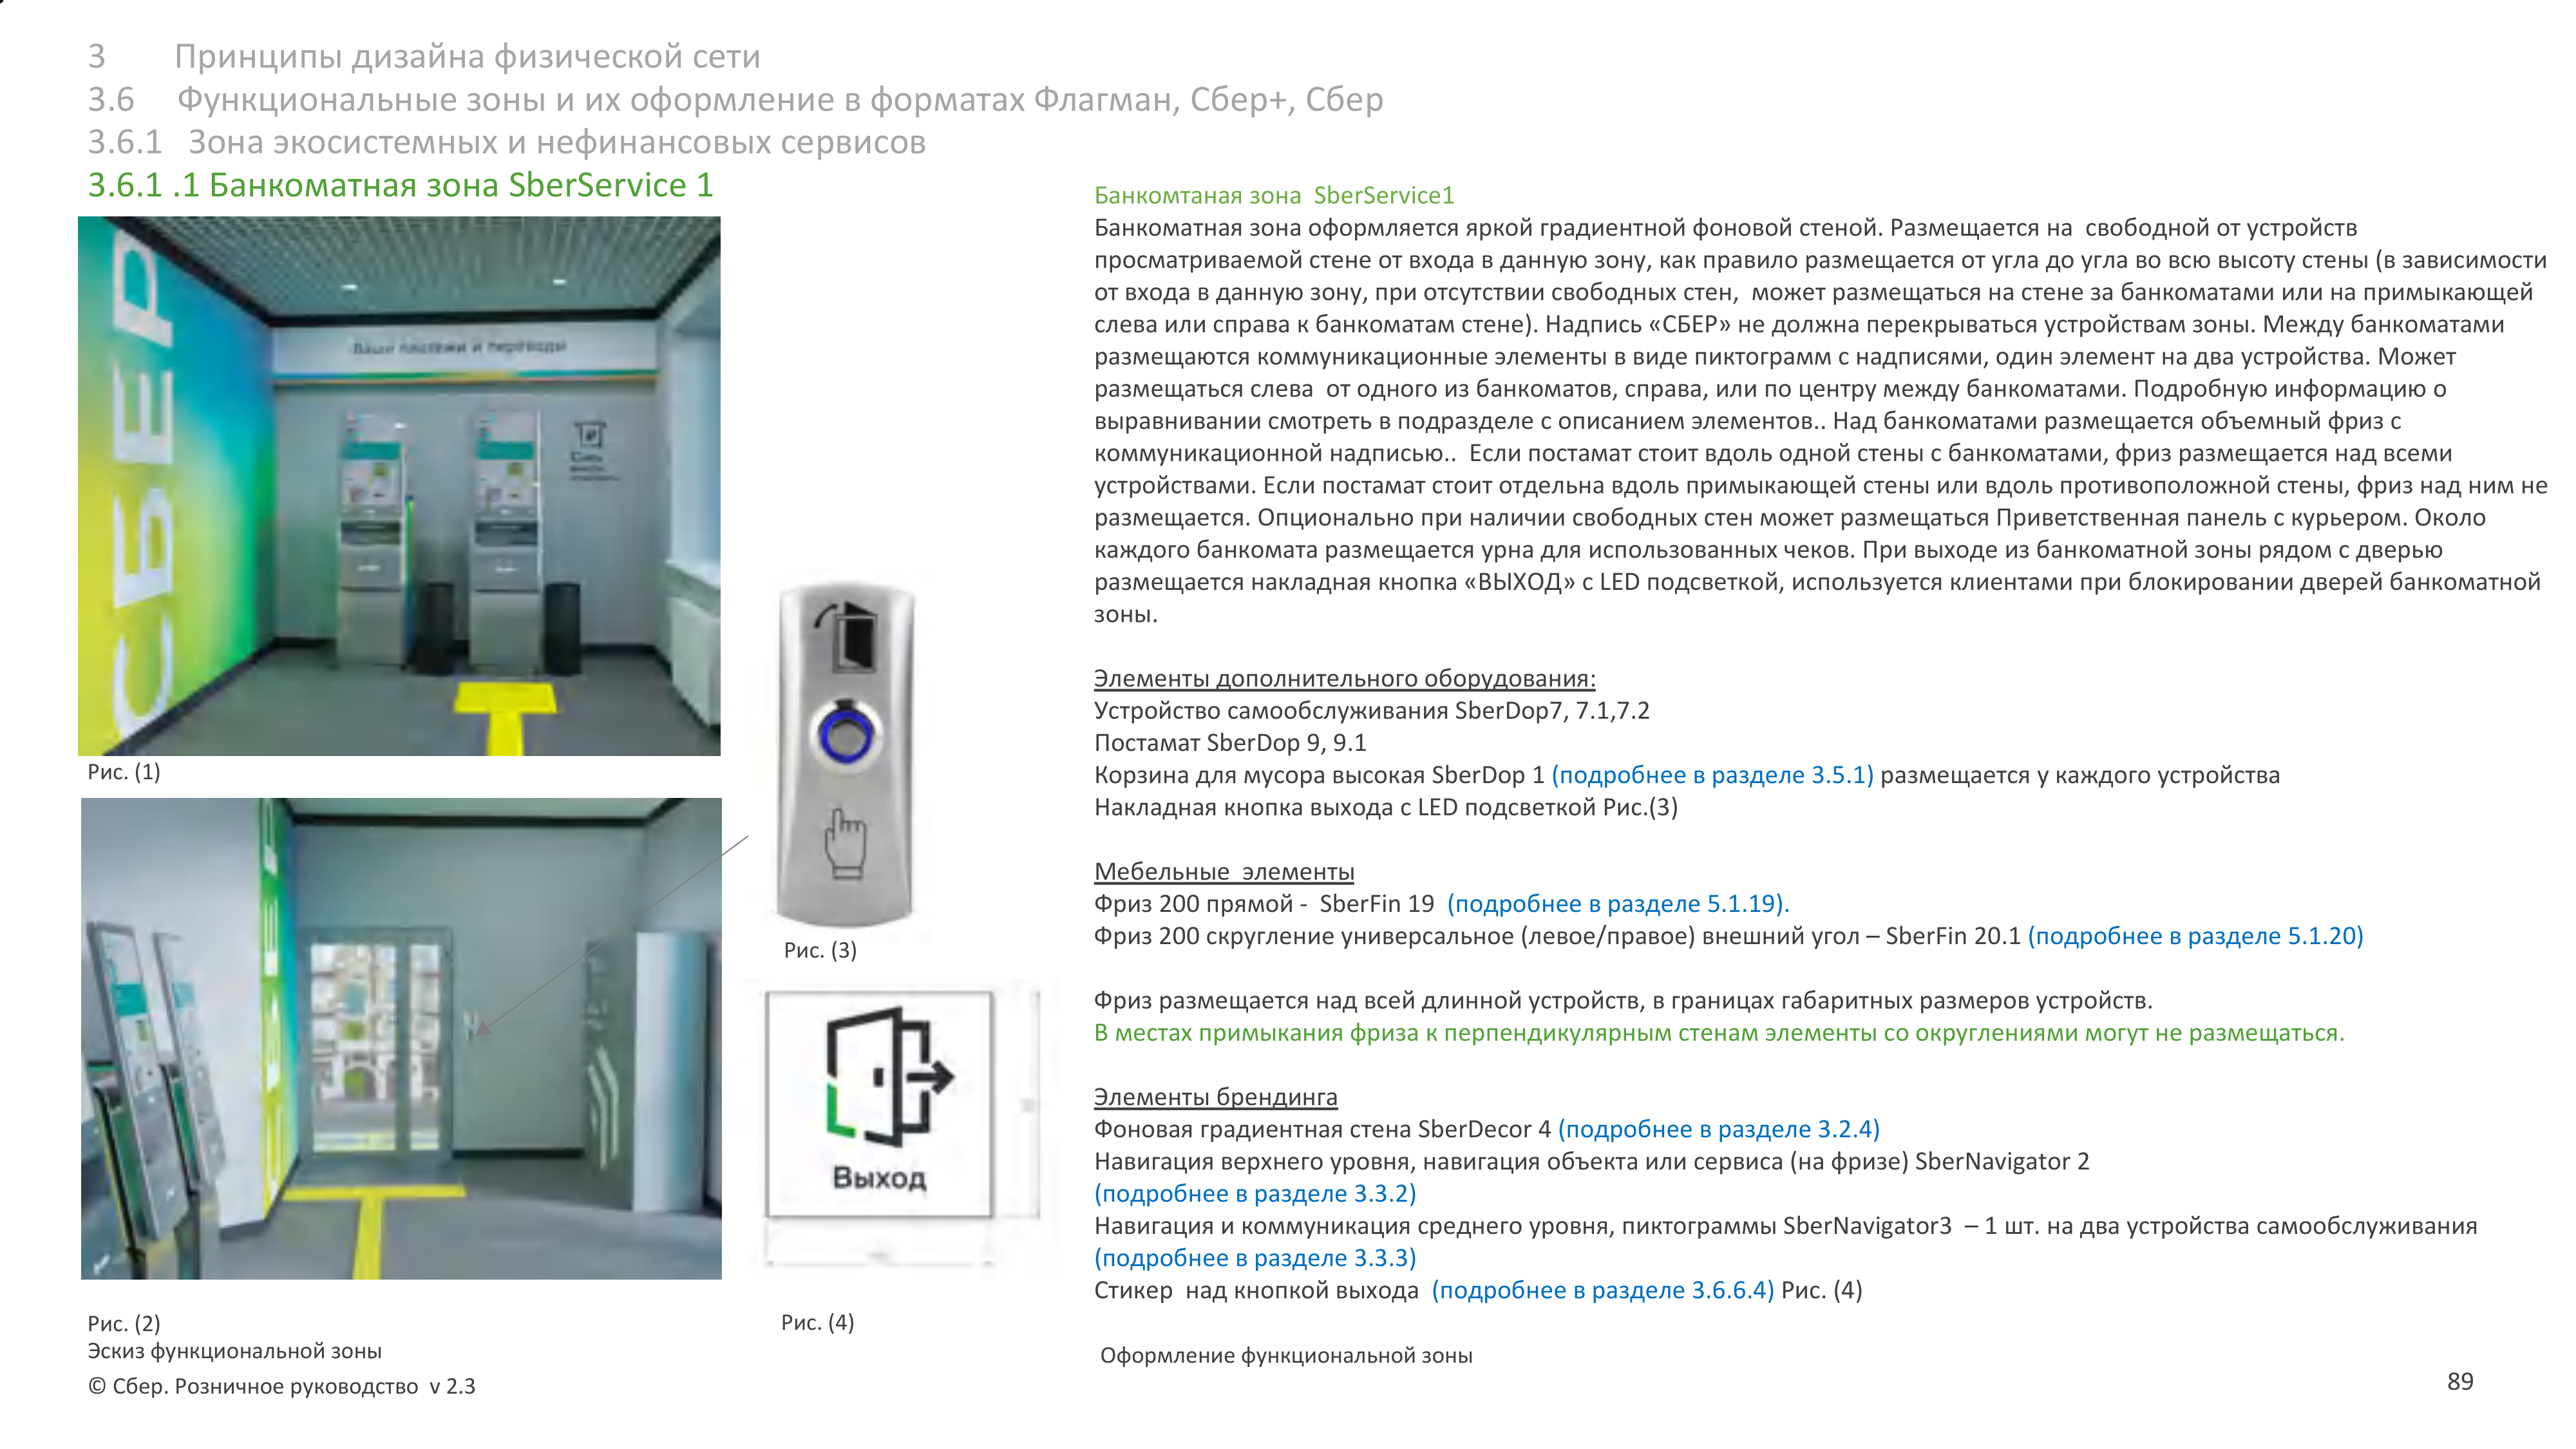 3 Принципы дизайна физической сети
3.6 Функциональные зоны и их оформление в форматах Флагман, Сбер+, Сбер
3.6.1 Зона экосистемных и нефинансовых сервисов
3.6.1 .1 Банкоматная зона SberService 1
СБЕР
Ваши платежи и переводы
Рис. (1)
Рис. (2)
Эскиз функциональной зоны
© Сбер. Розничное руководство v 2.3
Рис. (3)
Выход
Рис. (4)
Банкомтаная зона SberService1
Банкоматная зона оформляется яркой градиентной фоновой стеной. Размещается на свободной от устройств
просматриваемой стене от входа в данную зону, как правило размещается от угла до угла во всю высоту стены (в зависимости
от входа в данную зону, при отсутствии свободных стен, может размещаться на стене за банкоматами или на примыкающей
слева или справа к банкоматам стене). Надпись «СБЕР» не должна перекрываться устройствам зоны. Между банкоматами
размещаются коммуникационные элементы в виде пиктограмм с надписями, один элемент на два устройства. Может
размещаться слева от одного из банкоматов, справа, или по центру между банкоматами. Подробную информацию о
выравнивании смотреть в подразделе с описанием элементов.. Над банкоматами размещается объемный фриз с
коммуникационной надписью.. Если постамат стоит вдоль одной стены с банкоматами, фриз размещается над всеми
устройствами. Если постамат стоит отдельна вдоль примыкающей стены или вдоль противоположной стены, фриз над ним не
размещается. Опционально при наличии свободных стен может размещаться Приветственная панель с курьером. Около
каждого банкомата размещается урна для использованных чеков. При выходе из банкоматной зоны рядом с дверью
размещается накладная кнопка «ВЫХОД» с LED подсветкой, используется клиентами при блокировании дверей банкоматной
зоны.
Элементы дополнительного оборудования:
Устройство самообслуживания SberDop7, 7.1,7.2
Постамат SberDop 9, 9.1
Корзина для мусора высокая SberDop 1 (подробнее в разделе 3.5.1) размещается у каждого устройства
Накладная кнопка выхода с LED подсветкой Рис.(3)
Мебельные элементы
Фриз 200 прямой - SberFin 19 (подробнее в разделе 5.1.19).
Фриз 200 скругление универсальное (левое/правое) внешний угол – SberFin 20.1 (подробнее в разделе 5.1.20)
Фриз размещается над всей длинной устройств, в границах габаритных размеров устройств.
В местах примыкания фриза к перпендикулярным стенам элементы со округлениями могут не размещаться.
Элементы брендинга
Фоновая градиентная стена SberDecor 4 (подробнее в разделе 3.2.4)
Навигация верхнего уровня, навигация объекта или сервиса (на фризе) SberNavigator 2
(подробнее в разделе 3.3.2)
Навигация и коммуникация среднего уровня, пиктограммы SberNavigator3 – 1 шт. на два устройства самообслуживания
(подробнее в разделе 3.3.3)
Стикер над кнопкой выхода (подробнее в разделе 3.6.6.4) Рис. (4)
Оформление функциональной зоны
89